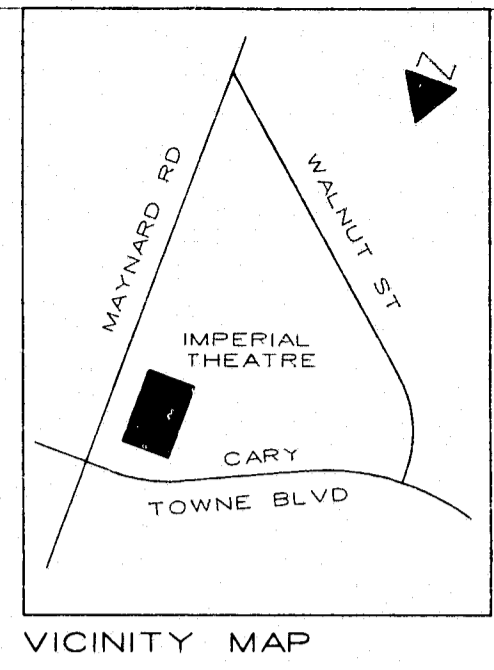 N
MAYNARD RD
WALNUT ST
IMPERIAL
THEATRE
CARY
TOWNE BLVD
VICINITY MAP